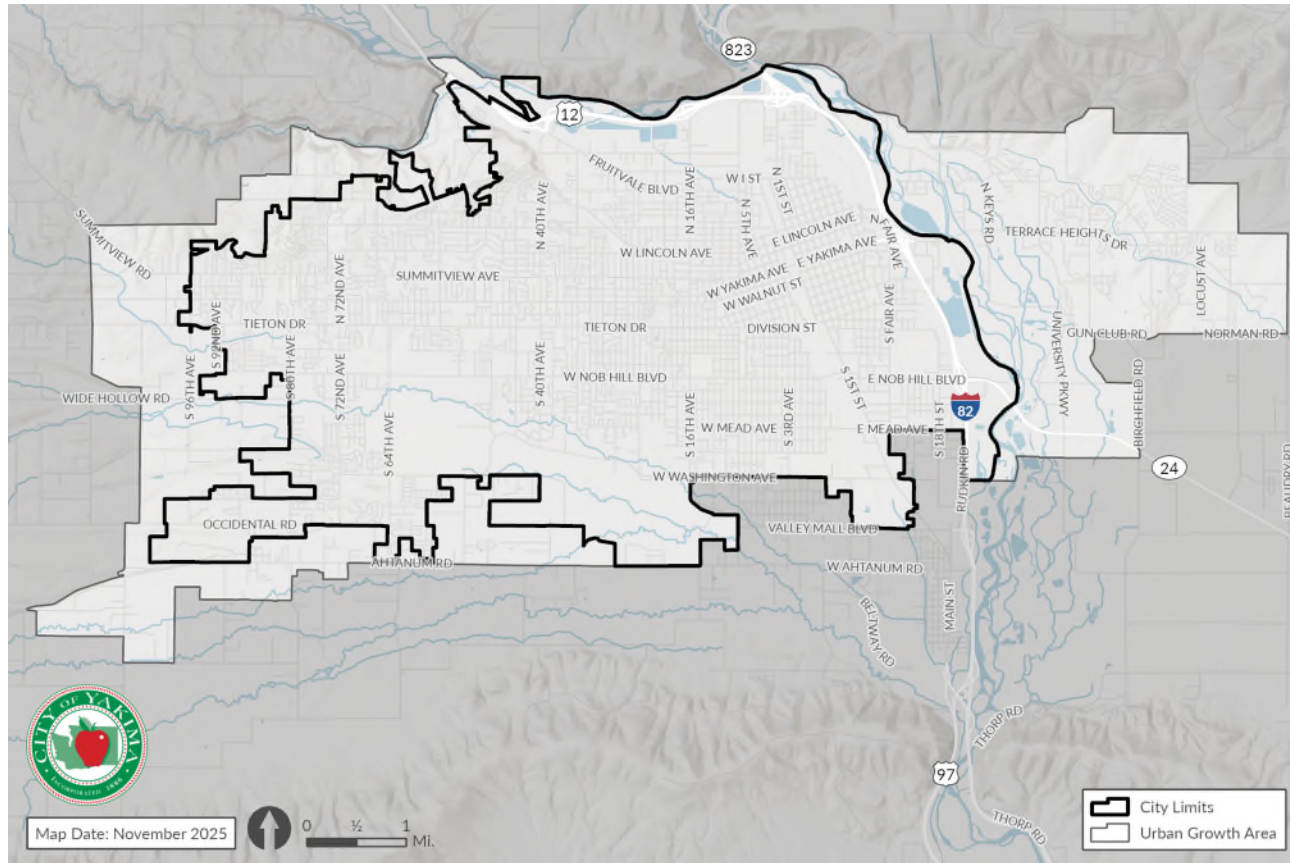 823
12
FRUITVALE BLVD
W I ST
N 1ST ST
N 40TH AVE
N 16TH AVE
N 5TH AVE
E LINCOLN AVE
N FAIR AVE
N KEYS RD
TERRACE HEIGHTS DR
LOCUST AVE
SUMMITVIEW RD
W LINCOLN AVE
SUMMITVIEW AVE
N 72ND AVE
W YAKIMA AVE
E YAKIMA AVE
W WALNUT ST
S 92ND AVE
TIETON DR
TIETON DR
DIVISION ST
S FAIR AVE
UNIVERSITY PKWY
GUN CLUB RD
NORMAN RD
WIDE HOLLOW RD
S 96TH AVE
S 80TH AVE
S 72ND AVE
S 40TH AVE
W NOB HILL BLVD
S 1ST ST
E NOB HILL BLVD
BIRCHFIELD RD
82
S 64TH AVE
S 16TH AVE
W MEAD AVE
S 3RD AVE
E MEAD AVE
S 18TH ST
24
BEAUDRY RD
W WASHINGTON AVE
RUDKIN RD
OCCIDENTAL RD
VALLEY MALL BLVD
AHTANUM RD
W AHTANUM RD
MAIN ST
BELTWAY RD
THORP RD
97
THORP RD
CITY OF YAKIMA
INCORPORATED 1886
Map Date: November 2025
0 ½ 1
Mi.
City Limits
Urban Growth Area